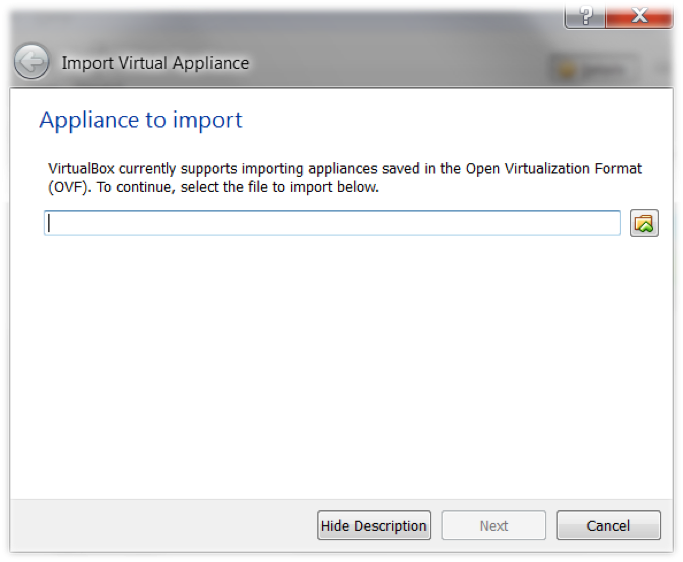 ?
X
Import Virtual Appliance
Appliance to import
VirtualBox currently supports importing appliances saved in the Open Virtualization Format
(OVF). To continue, select the file to import below.
Hide Description
Next
Cancel